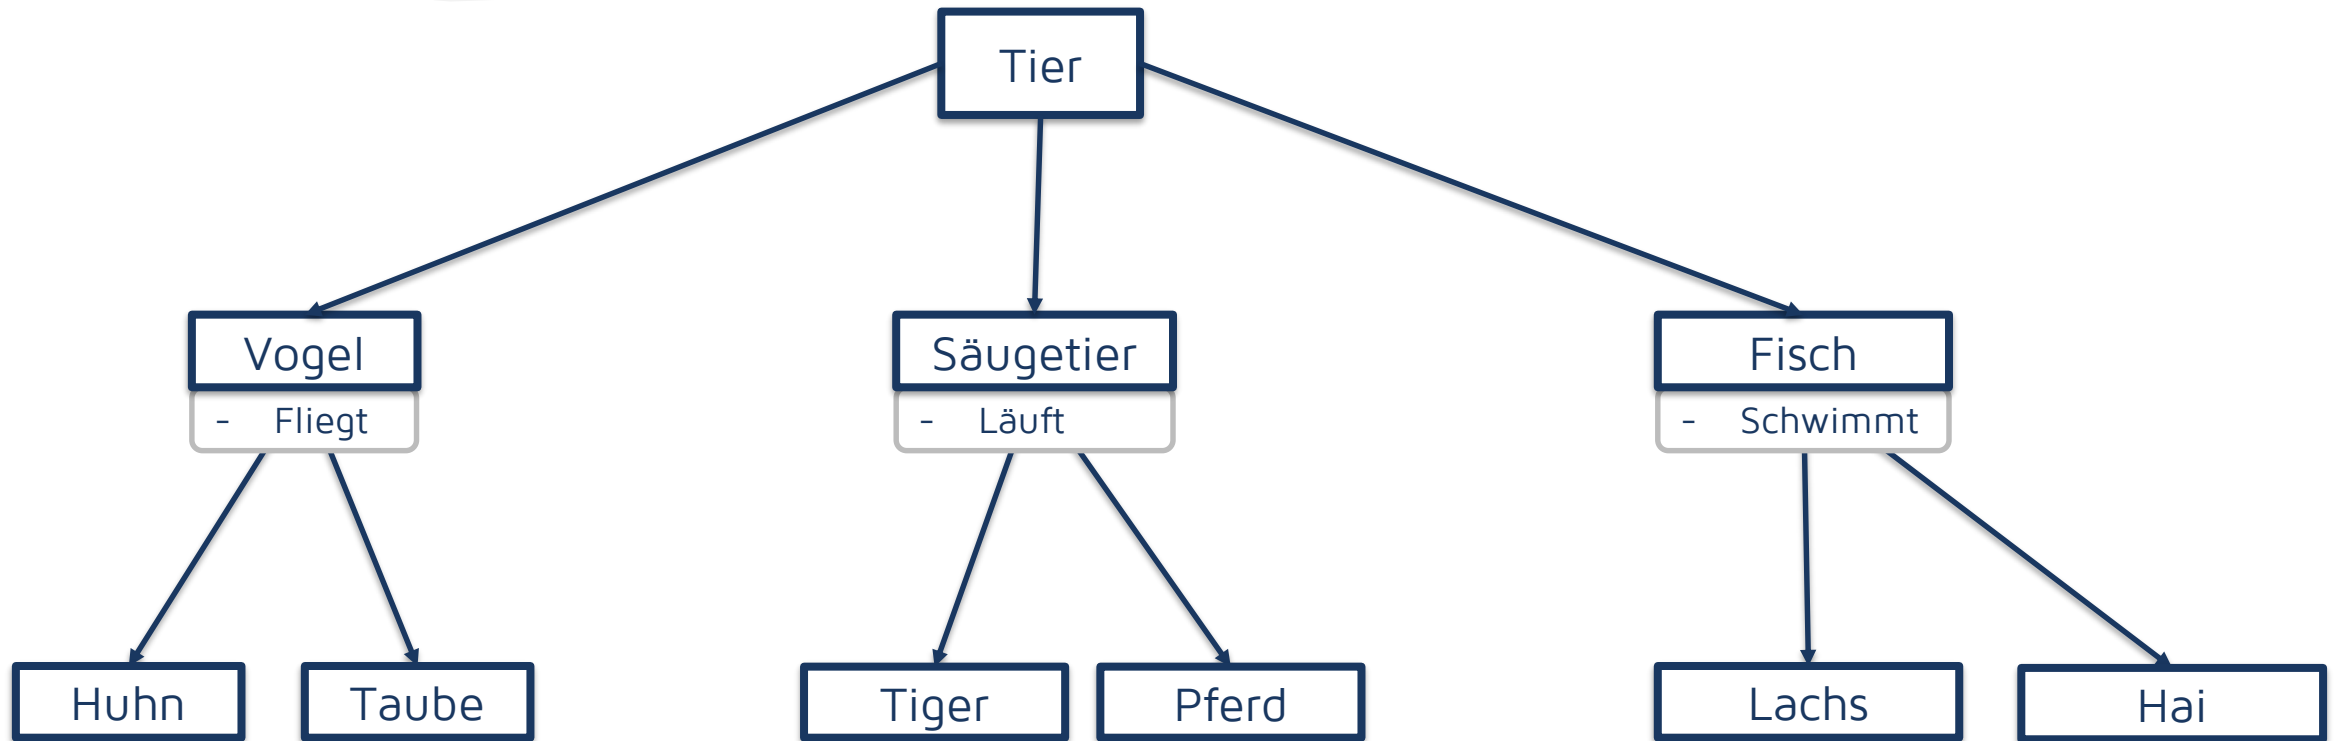 Tier
Vogel
Säugetier
Fisch
- Fliegt
- Läuft
- Schwimmt
Huhn
Taube
Tiger
Pferd
Lachs
Hai